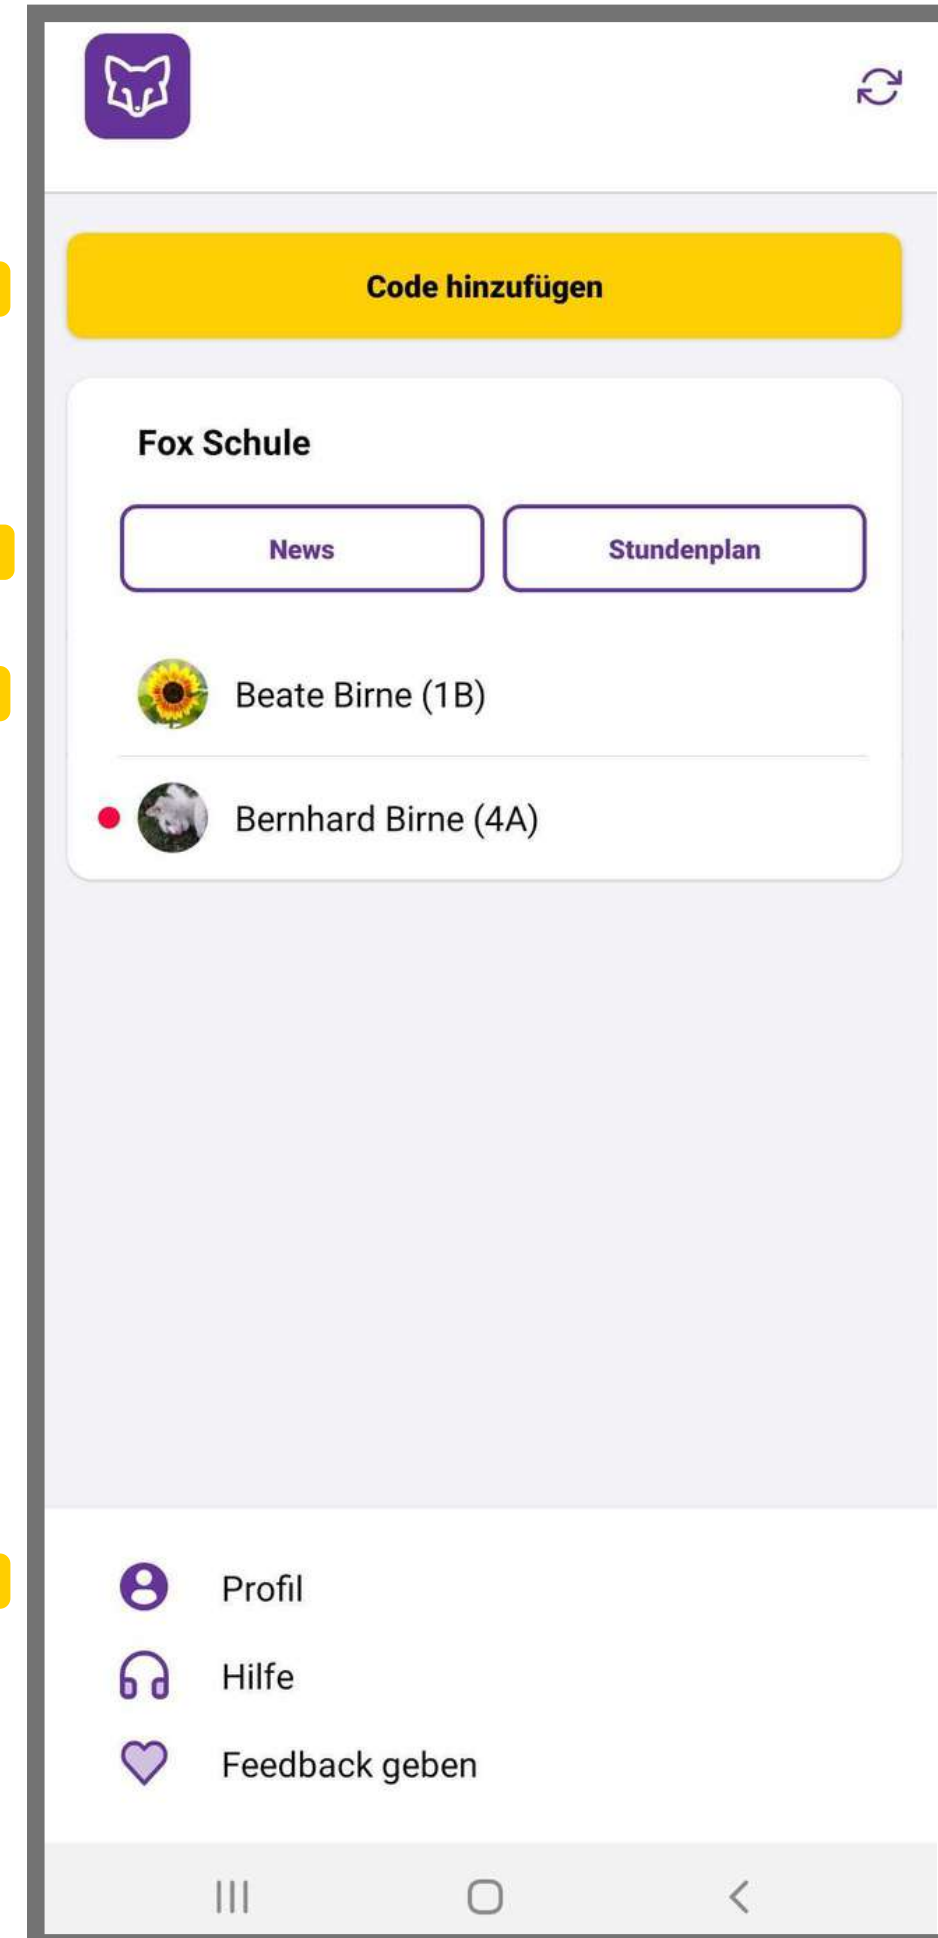 Code hinzufügen
Fox Schule
News
Stundenplan
Beate Birne (1B)
Bernhard Birne (4A)
Profil
Hilfe
Feedback geben